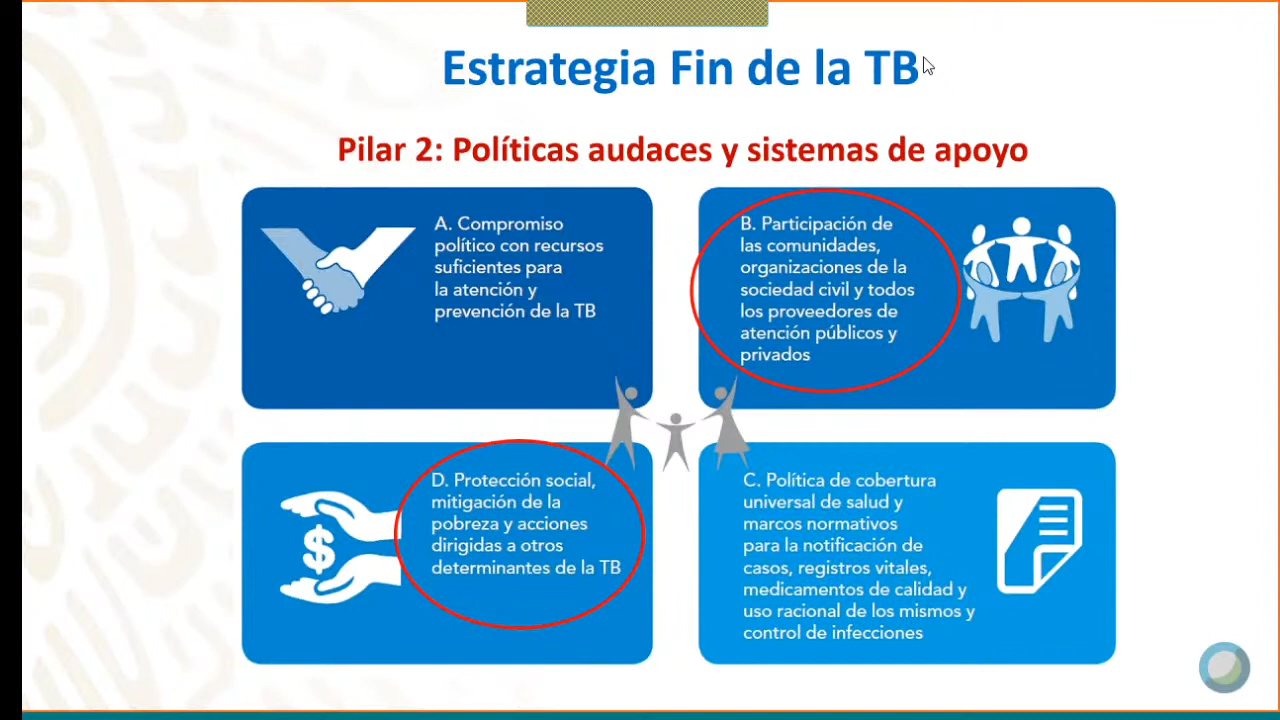 Estrategia Fin de la TB
Pilar 2: Políticas audaces y sistemas de apoyo
A. Compromiso
político con recursos
suficientes para
la atención y
prevención de la TB
B. Participación de
las comunidades,
organizaciones de la
sociedad civil y todos
los proveedores de
atención públicos y
privados
D. Protección social,
mitigación de la
pobreza y acciones
dirigidas a otros
determinantes de la TB
$
C. Política de cobertura
universal de salud y
marcos normativos
para la notificación de
casos, registros vitales,
medicamentos de calidad y
uso racional de los mismos y
control de infecciones